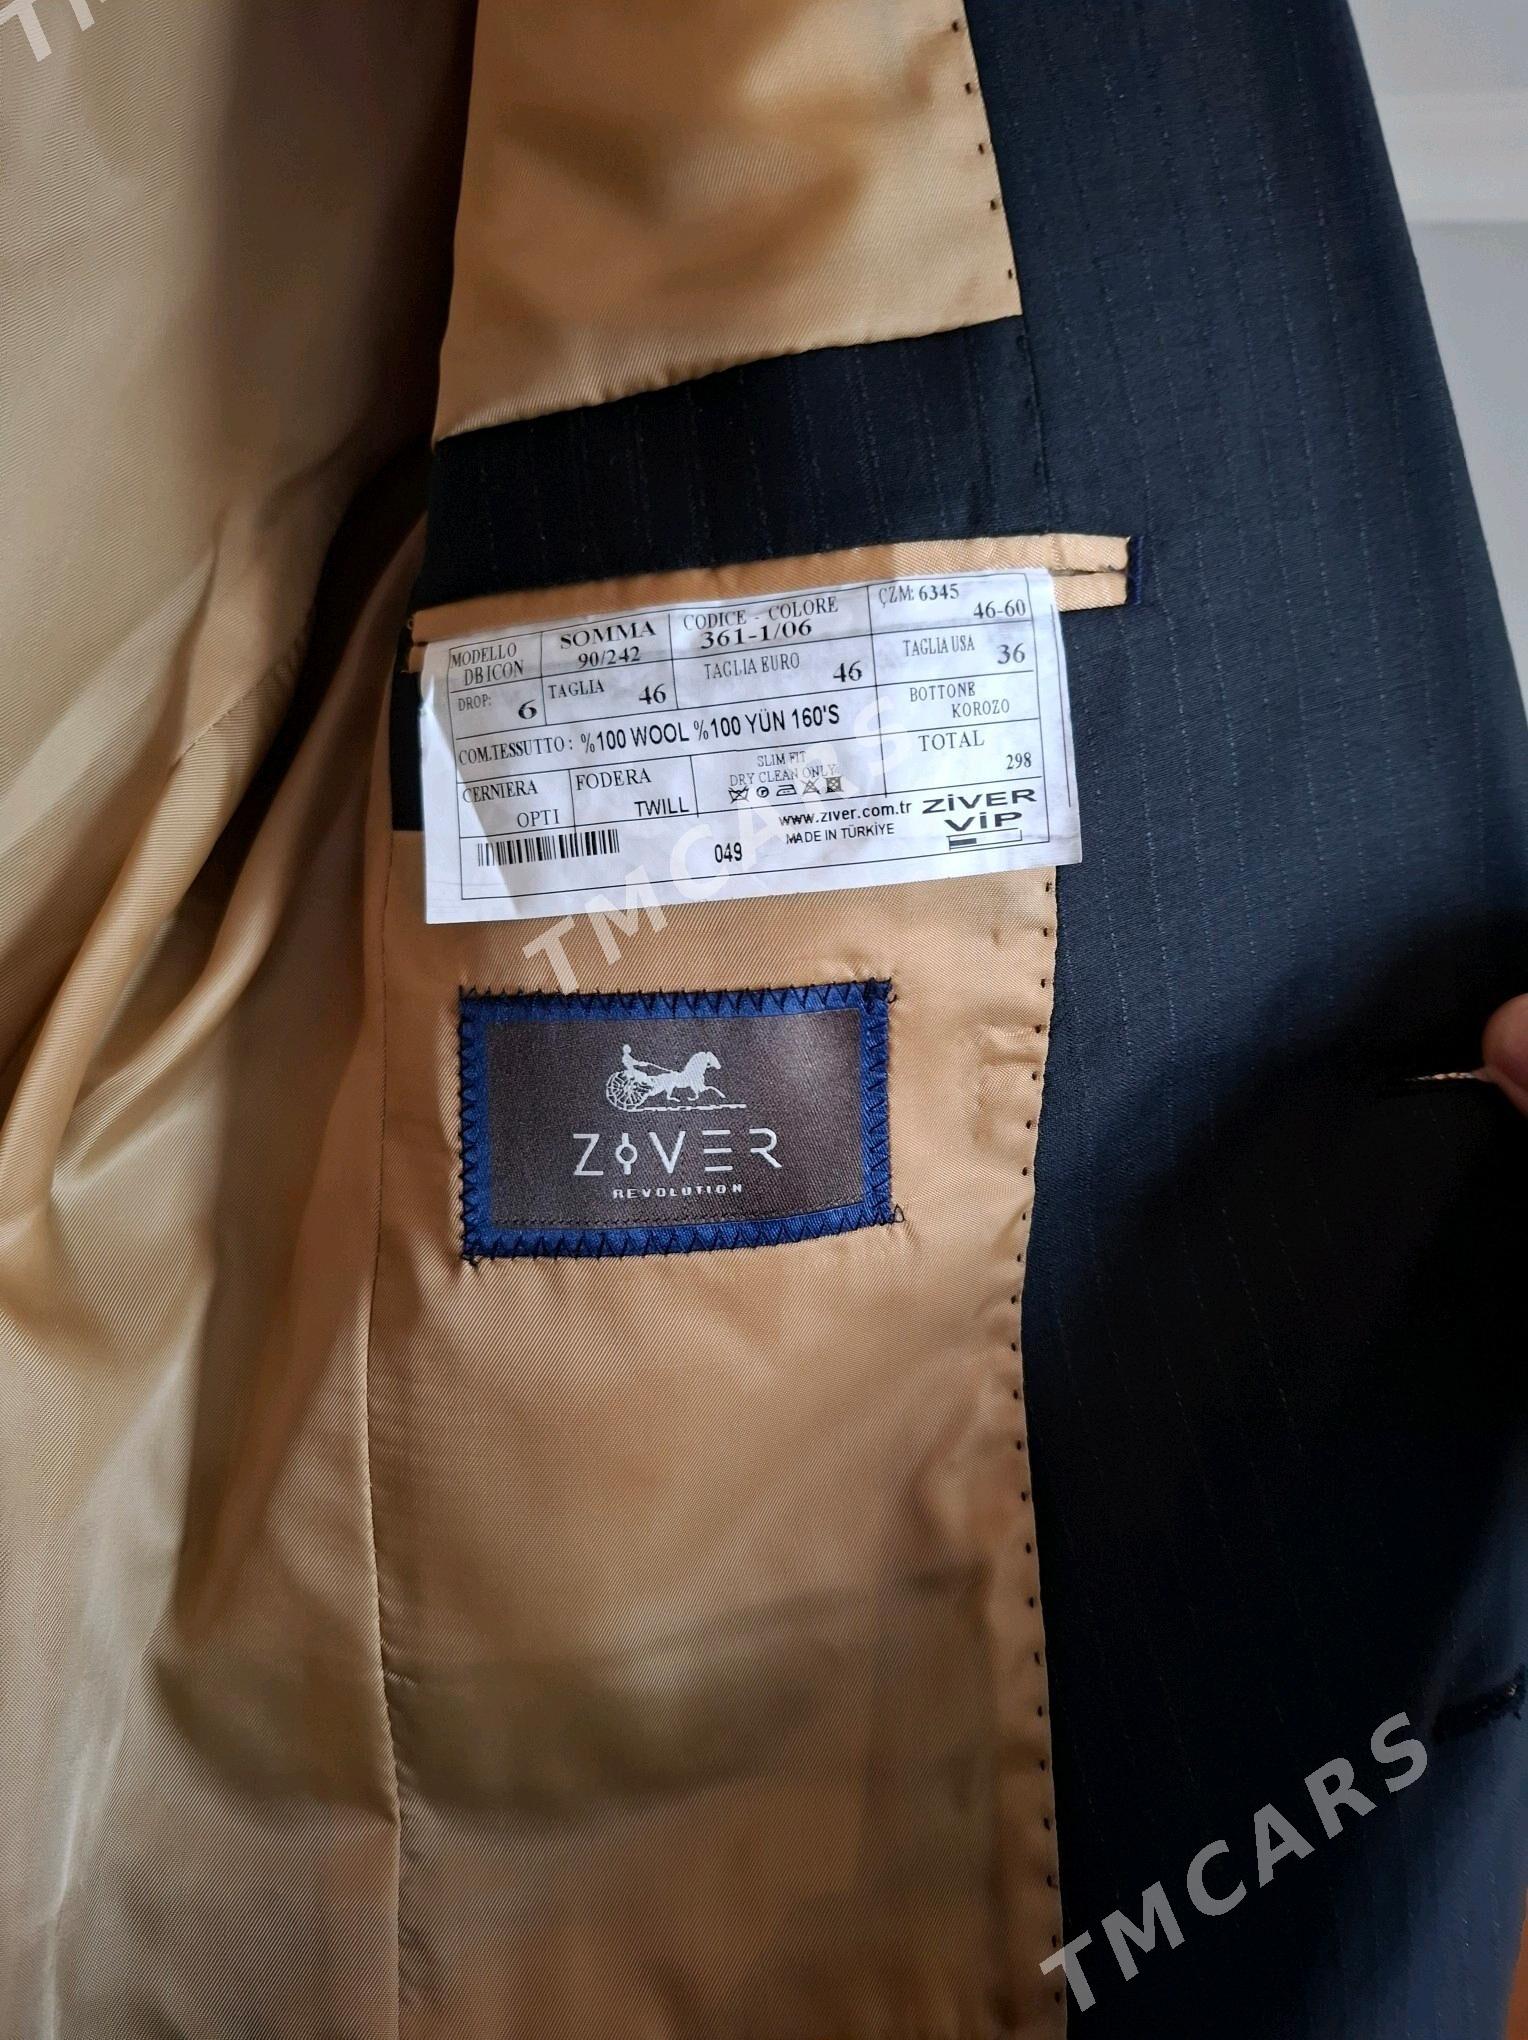 MODELLO
DB ICON
SOMMA
90/242
CODICE - COLORE
361-1/06
ÇZM: 6345
46-60
DROP:
6
TAGLIA
46
TAGLIA EURO
46
TAGLIA USA
36
COM.TESSUTTO : %100 WOOL %100 YÜN 160'S
BOTTONE
KOROZO
CERNIERA
OPTI
FODERA
TWILL
SLIM FIT
DRY CLEAN ONLY
TOTAL
298
www.ziver.com.tr
MADE IN TÜRKİYE
ZİVER
VİP
049
ZIVER
REVOLUTION
TMCARS
TMCARS